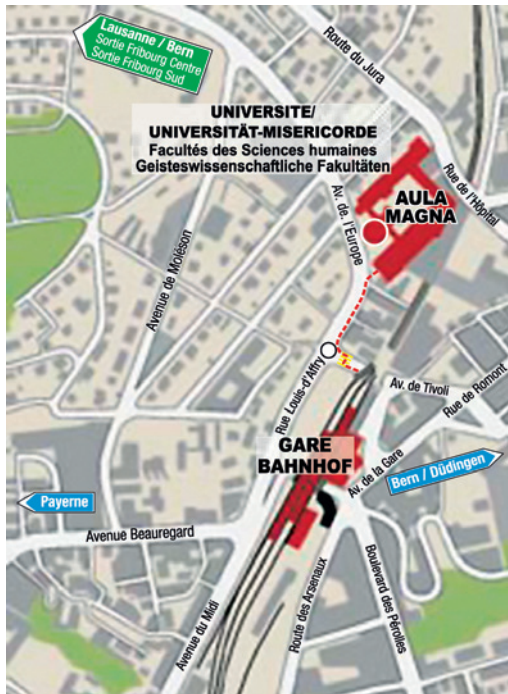 Lausanne / Bern
Sortie Fribourg Centre
Sortie Fribourg Sud
Route du Jura
UNIVERSITE/
UNIVERSITÄT-MISERICORDE
Facultés des Sciences humaines
Geisteswissenschaftliche Fakultäten
Rue de l'Hôpital
AULA
MAGNA
Av. de. l'Europe
Avenue de Moléson
Rue Louis-d'Affry
Av. de Tivoli
Rue de Romont
GARE
BAHNHOF
Av. de la Gare
Bern / Düdingen
Payerne
Avenue Beauregard
Avenue du Midi
Route des Arsenaux
Boulevard des Pérolles